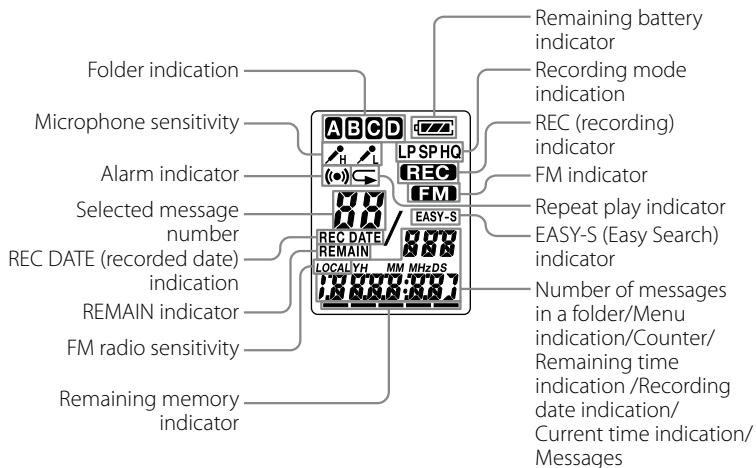 Remaining battery
indicator
Folder indication
Recording mode
indication
Microphone sensitivity
REC (recording)
indicator
Alarm indicator
FM indicator
Selected message
number
Repeat play indicator
REC DATE (recorded date)
indication
EASY-S (Easy Search)
indicator
REMAIN indicator
FM radio sensitivity
Remaining memory
indicator
Number of messages
in a folder/Menu
indication/Counter/
Remaining time
indication /Recording
date indication/
Current time indication/
Messages
A B C D
H L LP SP HQ
REC
FM
88
EASY-S
REC DATE /
REMAIN 888
LOCAL YH MM MHz DS